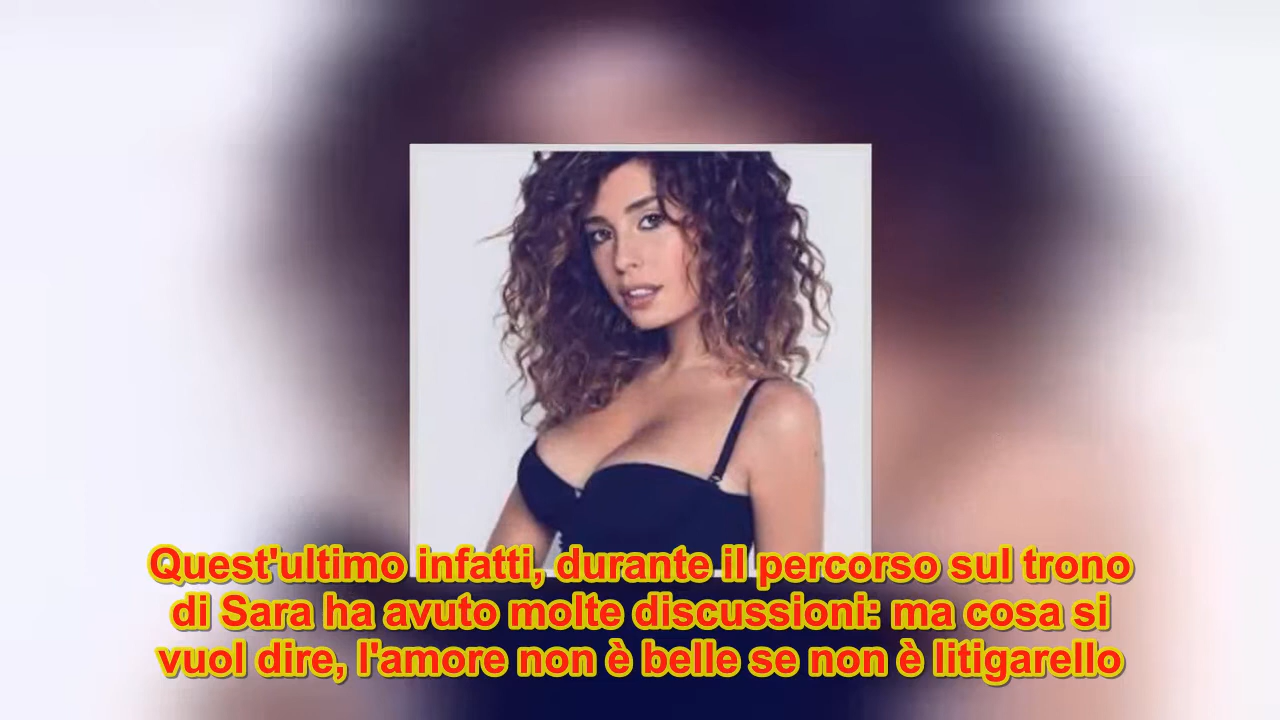 Quest'ultimo infatti, durante il percorso sul trono
di Sara ha avuto molte discussioni: ma cosa si
vuol dire, l'amore non è belle se non è litigarello